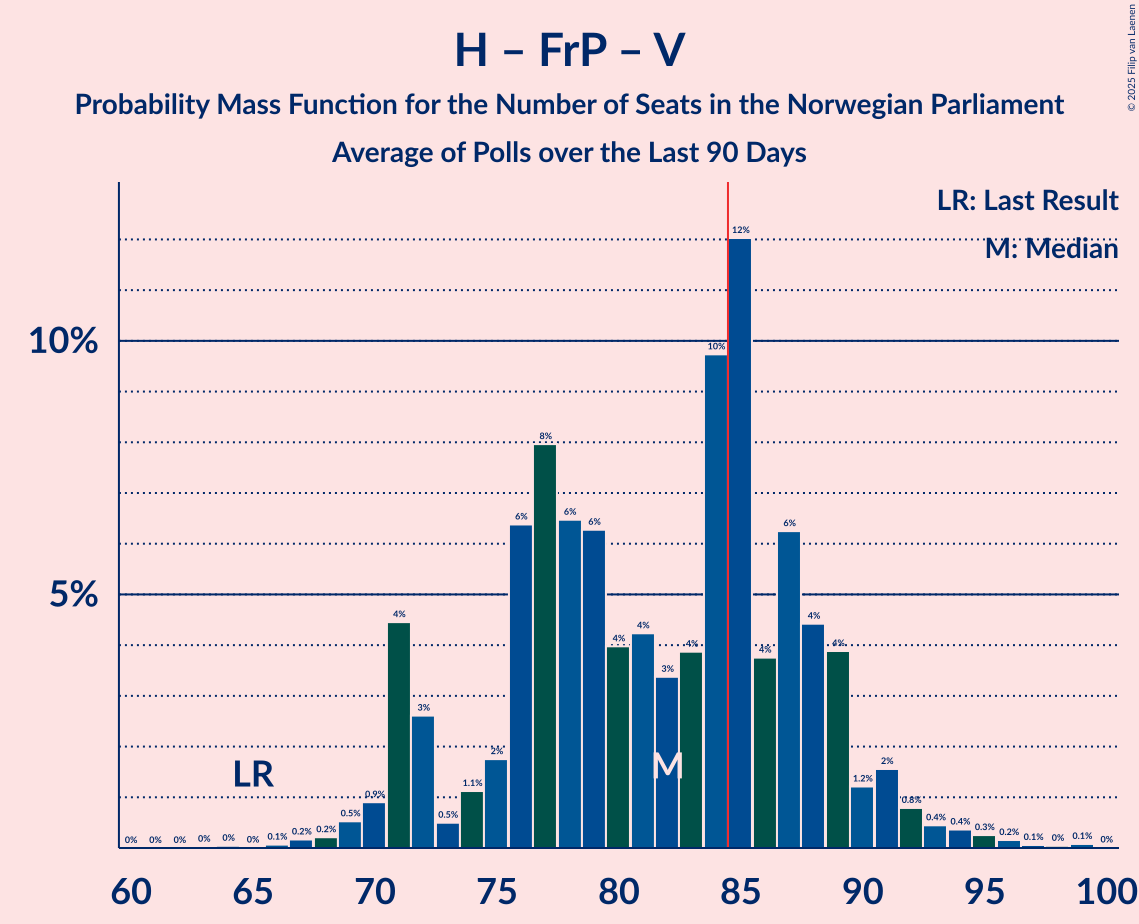 H – FrP – V
Probability Mass Function for the Number of Seats in the Norwegian Parliament
Average of Polls over the Last 90 Days
© 2025 Filip van Laenen
LR: Last Result
M: Median
10%
5%
LR
M
0% 0% 0% 0% 0% 0% 0.1% 0.2% 0.2% 0.5% 0.9% 4% 3% 0.5% 1.1% 2% 6% 8% 6% 6% 4% 4% 3% 4% 10% 12% 4% 6% 4% 4% 1.2% 2% 0.8% 0.4% 0.4% 0.3% 0.2% 0.1% 0% 0.1% 0%
60 65 70 75 80 85 90 95 100